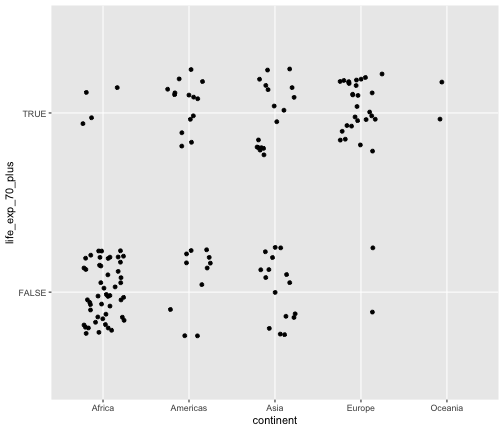 TRUE
life_exp_70_plus
FALSE
Africa
Americas
Asia
Europe
Oceania
continent